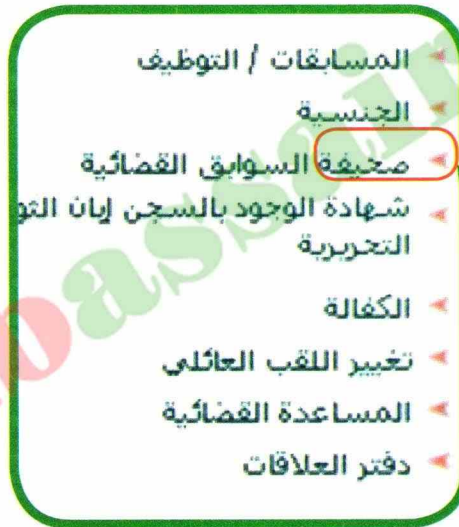 المسابقات / التوظيف
الجنسية
صحيفة السوابق القضائية
شهادة الوجود بالسجن إبان
التحريرية
الكفالة
تغيير اللقب العائلي
المساعدة القضائية
دفتر العلاقات